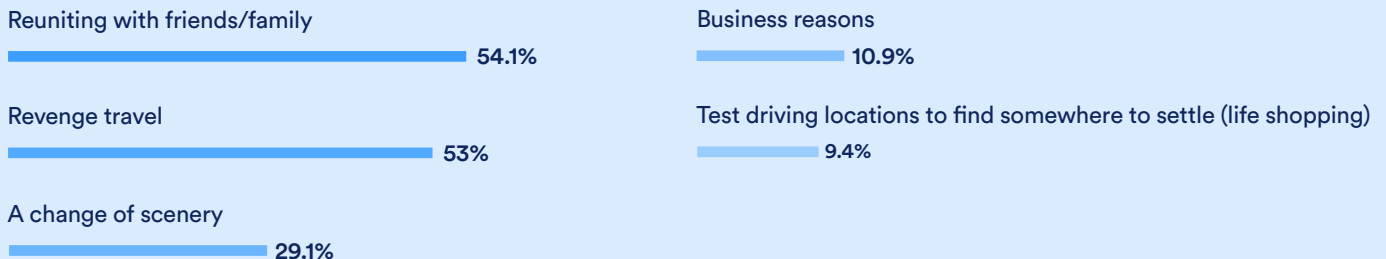 Reuniting with friends/family
54.1%
Revenge travel
53%
A change of scenery
29.1%
Business reasons
10.9%
Test driving locations to find somewhere to settle (life shopping)
9.4%